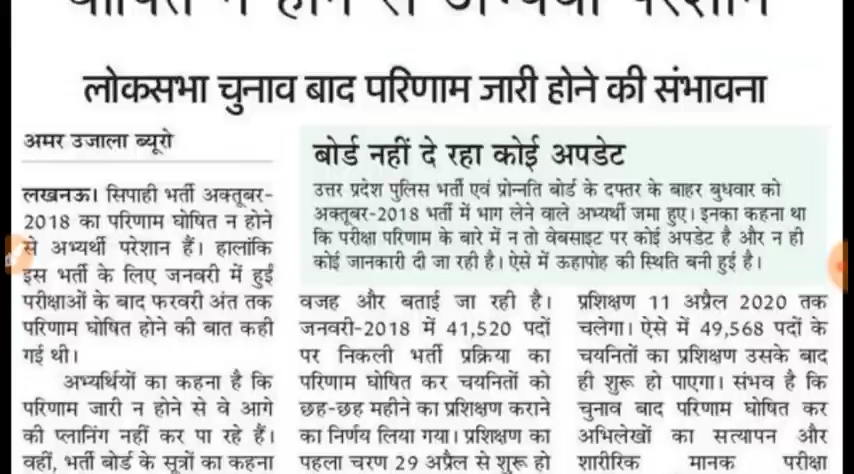 घोषित न होने से अभ्यर्थी परेशान
लोकसभा चुनाव बाद परिणाम जारी होने की संभावना
अमर उजाला ब्यूरो
लखनऊ। सिपाही भर्ती अक्तूबर-
2018 का परिणाम घोषित न होने
से अभ्यर्थी परेशान हैं। हालांकि
इस भर्ती के लिए जनवरी में हुईं
परीक्षाओं के बाद फरवरी अंत तक
परिणाम घोषित होने की बात कही
गई थी।
अभ्यर्थियों का कहना है कि
परिणाम जारी न होने से वे आगे
की प्लानिंग नहीं कर पा रहे हैं।
वहीं, भर्ती बोर्ड के सूत्रों का कहना
बोर्ड नहीं दे रहा कोई अपडेट
उत्तर प्रदेश पुलिस भर्ती एवं प्रोन्नति बोर्ड के दफ्तर के बाहर बुधवार को
अक्तूबर-2018 भर्ती में भाग लेने वाले अभ्यर्थी जमा हुए। इनका कहना था
कि परीक्षा परिणाम के बारे में न तो वेबसाइट पर कोई अपडेट है और न ही
कोई जानकारी दी जा रही है। ऐसे में ऊहापोह की स्थिति बनी हुई है।
वजह और बताई जा रही है।
जनवरी-2018 में 41,520 पदों
पर निकली भर्ती प्रक्रिया का
परिणाम घोषित कर चयनितों को
छह-छह महीने का प्रशिक्षण कराने
का निर्णय लिया गया। प्रशिक्षण का
पहला चरण 29 अप्रैल से शुरू हो
प्रशिक्षण 11 अप्रैल 2020 तक
चलेगा। ऐसे में 49,568 पदों के
चयनितों का प्रशिक्षण उसके बाद
ही शुरू हो पाएगा। संभव है कि
चुनाव बाद परिणाम घोषित कर
अभिलेखों का सत्यापन और
शारीरिक मानक परीक्षा